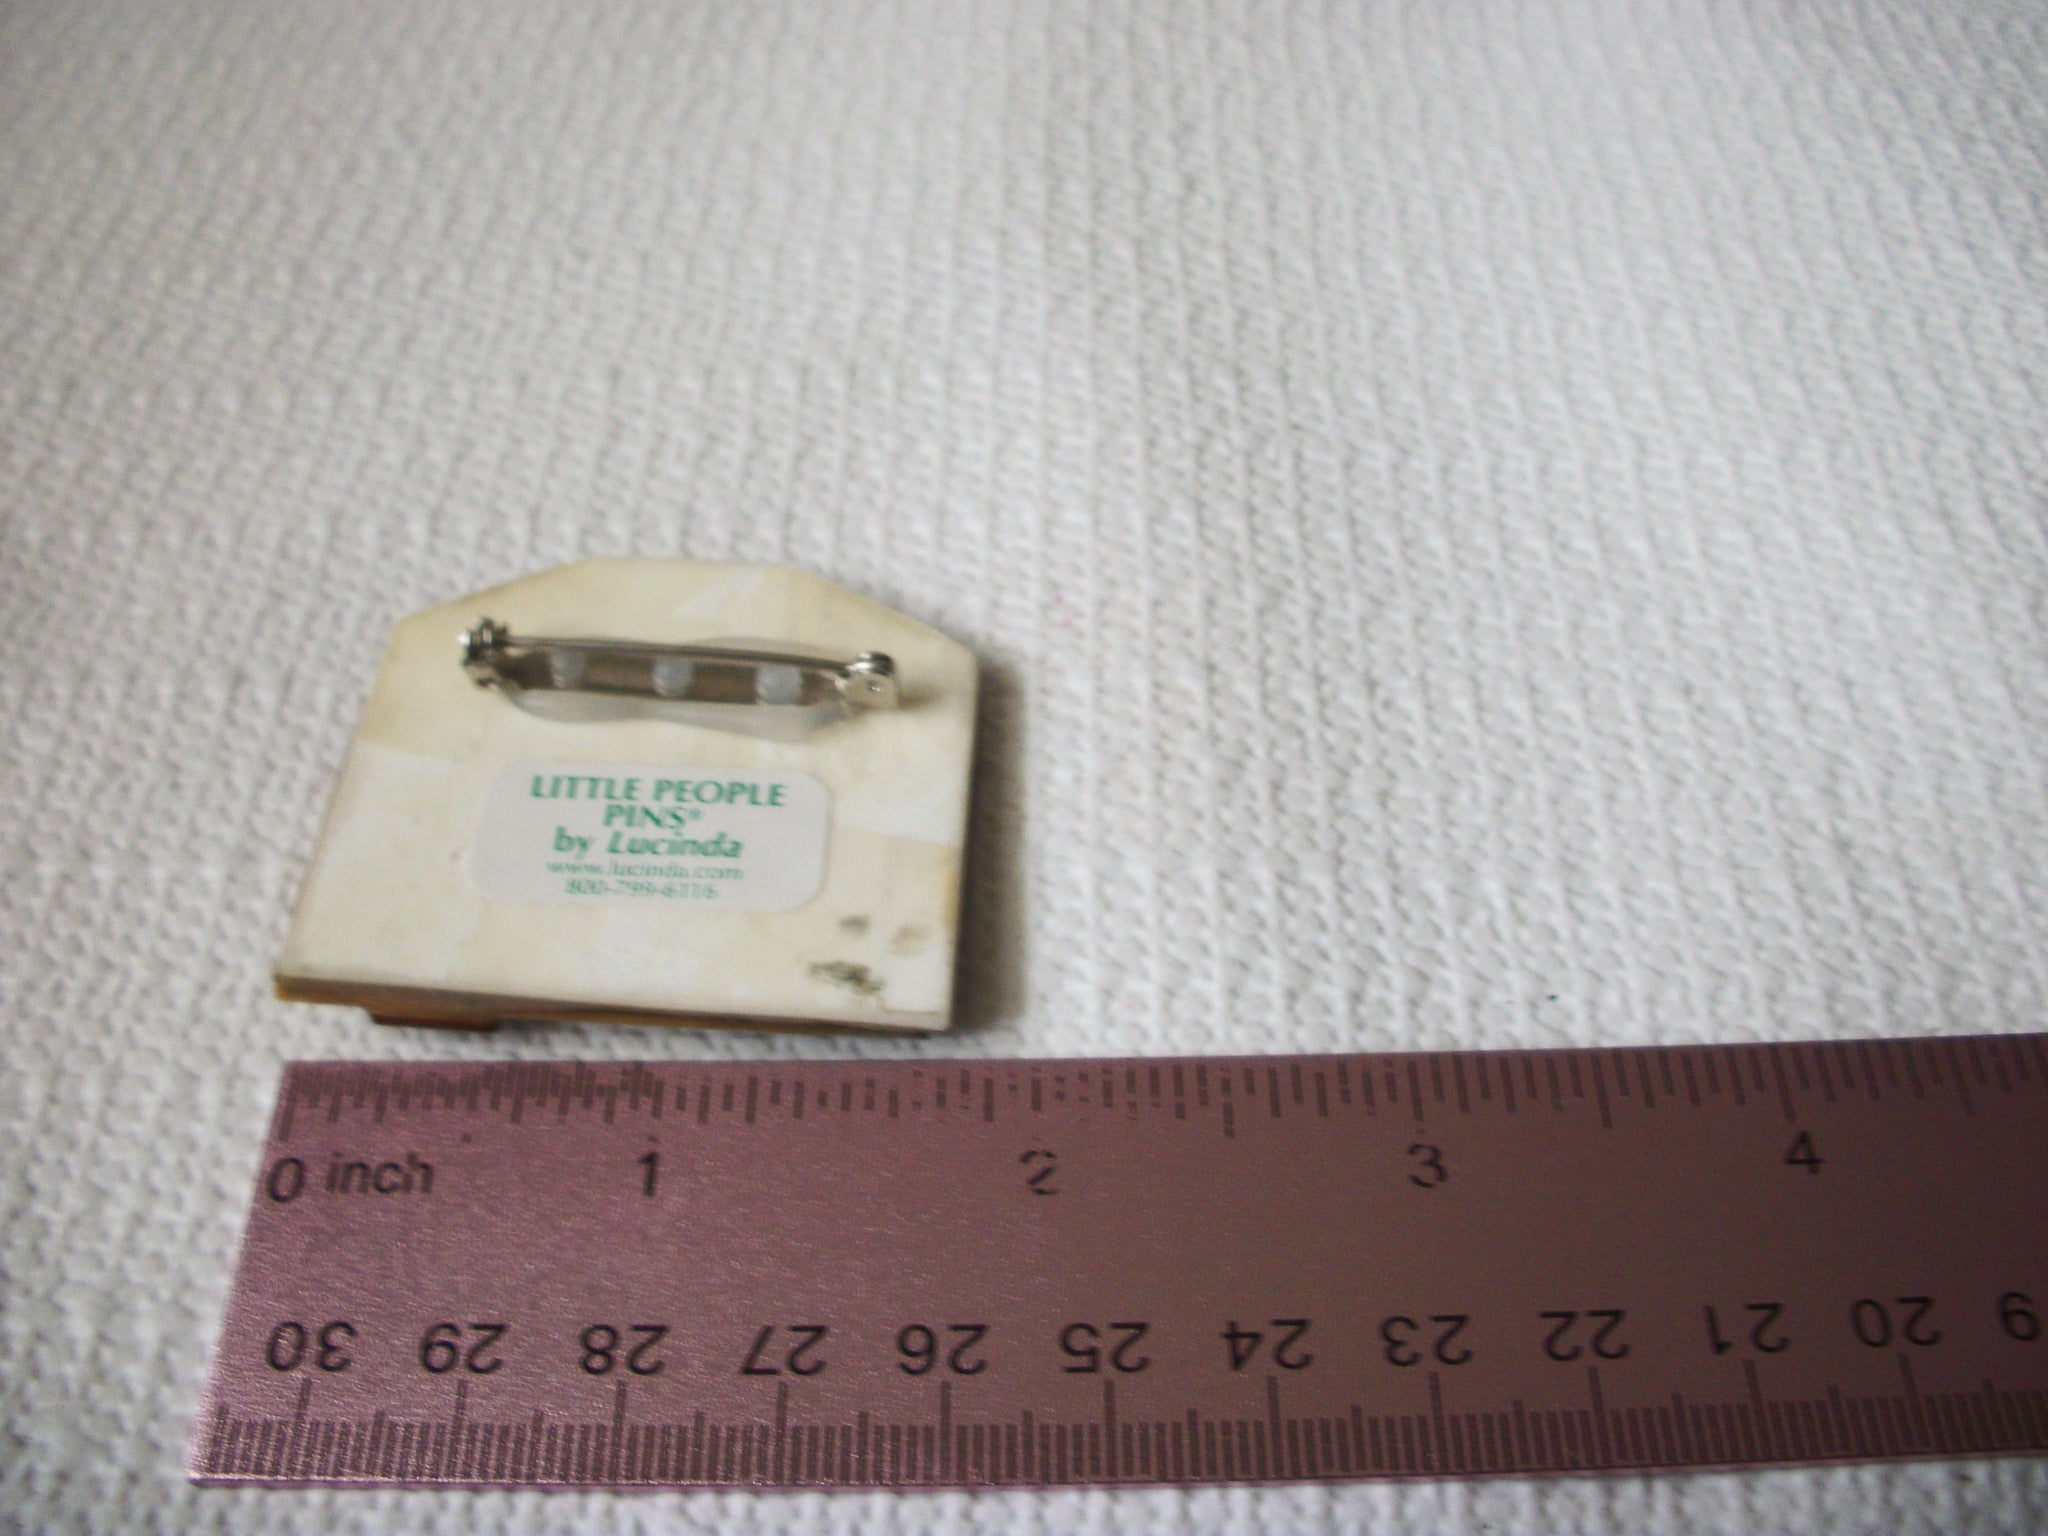 LITTLE PEOPLE
PINS®
by Lucinda
www.lucinda.com
800-799-6116
0 inch 1 2 3 4
30 29 28 27 26 25 24 23 22 21 20 9